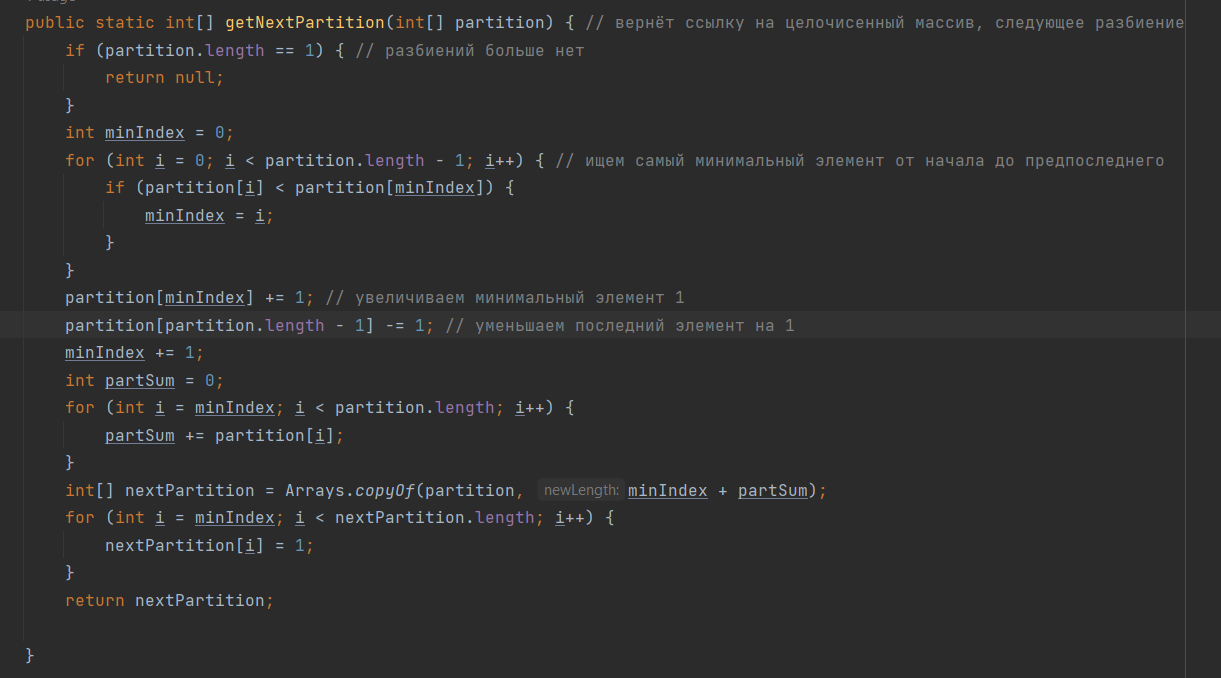 public static int[] getNextPartition(int[] partition) { // вернёт ссылку на целочисенный массив, следующее разбиение
if (partition.length == 1) { // разбиений больше нет
return null;
}
int minIndex = 0;
for (int i = 0; i < partition.length - 1; i++) { // ищем самый минимальный элемент от начала до предпоследнего
if (partition[i] < partition[minIndex]) {
minIndex = i;
}
}
partition[minIndex] += 1; // увеличиваем минимальный элемент 1
partition[partition.length - 1] -= 1; // уменьшаем последний элемент на 1
minIndex += 1;
int partSum = 0;
for (int i = minIndex; i < partition.length; i++) {
partSum += partition[i];
}
int[] nextPartition = Arrays.copyOf(partition, newLength: minIndex + partSum);
for (int i = minIndex; i < nextPartition.length; i++) {
nextPartition[i] = 1;
}
return nextPartition;
}